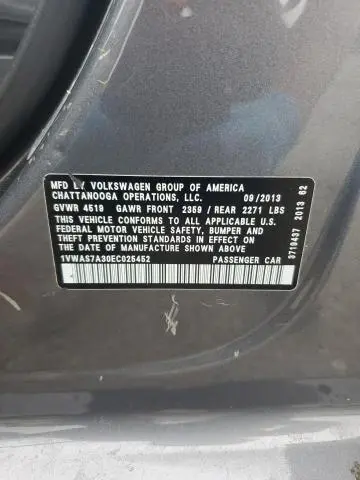 MFD BY VOLKSWAGEN GROUP OF AMERICA
CHATTANOOGA OPERATIONS, LLC. 09/2013
GVWR 4519 GAWR FRONT 2359 / REAR 2271 LBS
THIS VEHICLE CONFORMS TO ALL APPLICABLE U.S.
FEDERAL MOTOR VEHICLE SAFETY, BUMPER AND
THEFT PREVENTION STANDARDS IN EFFECT ON
THE DATE OF MANUFACTURE SHOWN ABOVE.
1VWAS7A30EC025452 PASSENGER CAR
3719437 2013 62